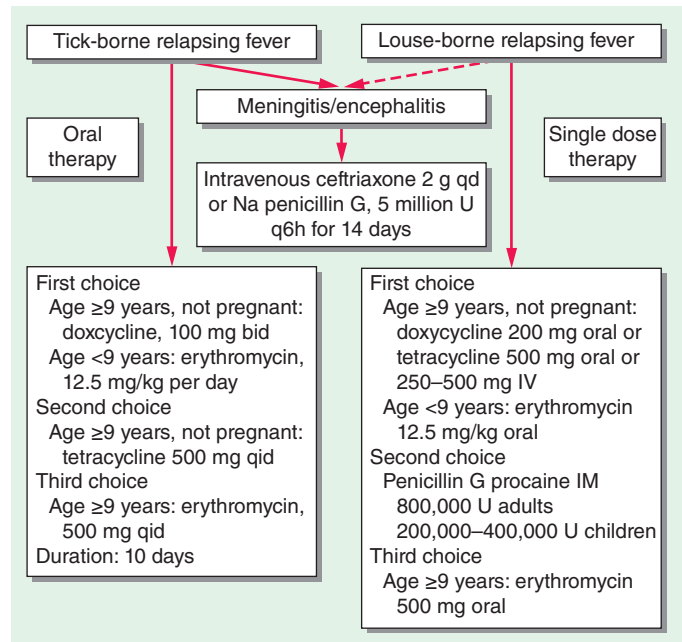 Tick-borne relapsing fever
Louse-borne relapsing fever
Meningitis/encephalitis
Oral
therapy
Single dose
therapy
Intravenous ceftriaxone 2 g qd
or Na penicillin G, 5 million U
q6h for 14 days
First choice
Age ≥9 years, not pregnant:
doxcycline, 100 mg bid
Age <9 years: erythromycin,
12.5 mg/kg per day
Second choice
Age ≥9 years, not pregnant:
tetracycline 500 mg qid
Third choice
Age ≥9 years: erythromycin,
500 mg qid
Duration: 10 days
First choice
Age ≥9 years, not pregnant:
doxycycline 200 mg oral or
tetracycline 500 mg oral or
250–500 mg IV
Age <9 years: erythromycin
12.5 mg/kg oral
Second choice
Penicillin G procaine IM
800,000 U adults
200,000–400,000 U children
Third choice
Age ≥9 years: erythromycin
500 mg oral